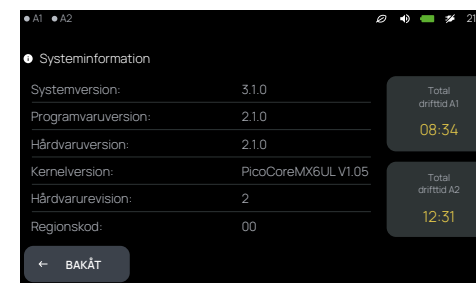 A1 A2 21
Systeminformation
Systemversion: 3.1.0
Programvaruversion: 2.1.0
Hårdvaruversion: 2.1.0
Kernelversion: PicoCoreMX6UL V1.05
Hårdvarurevision: 2
Regionskod: 00
Total
drifttid A1
08:34
Total
drifttid A2
12:31
← BAKÅT